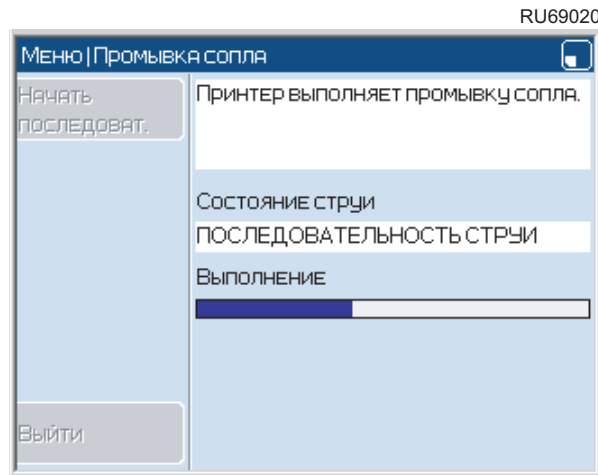 RU69020
Меню|Промывка сопла
Начать
последоват.
Принтер выполняет промывку сопла.
Состояние струи
ПОСЛЕДОВАТЕЛЬНОСТЬ СТРУИ
Выполнение
Выйти